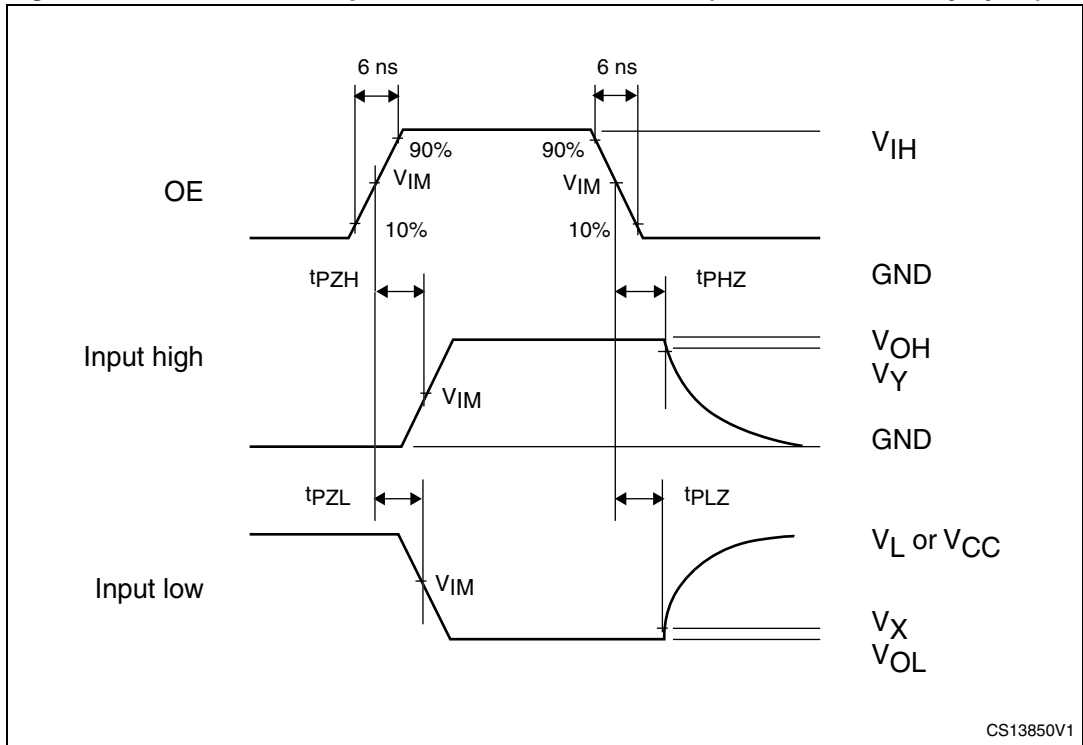 6 ns
6 ns
90%
90%
VIH
VIM
VIM
OE
10%
10%
tPZH
tPHZ
GND
VOH
Input high
VY
VIM
GND
tPZL
tPLZ
VL or VCC
Input low
VIM
VX
VOL
CS13850V1